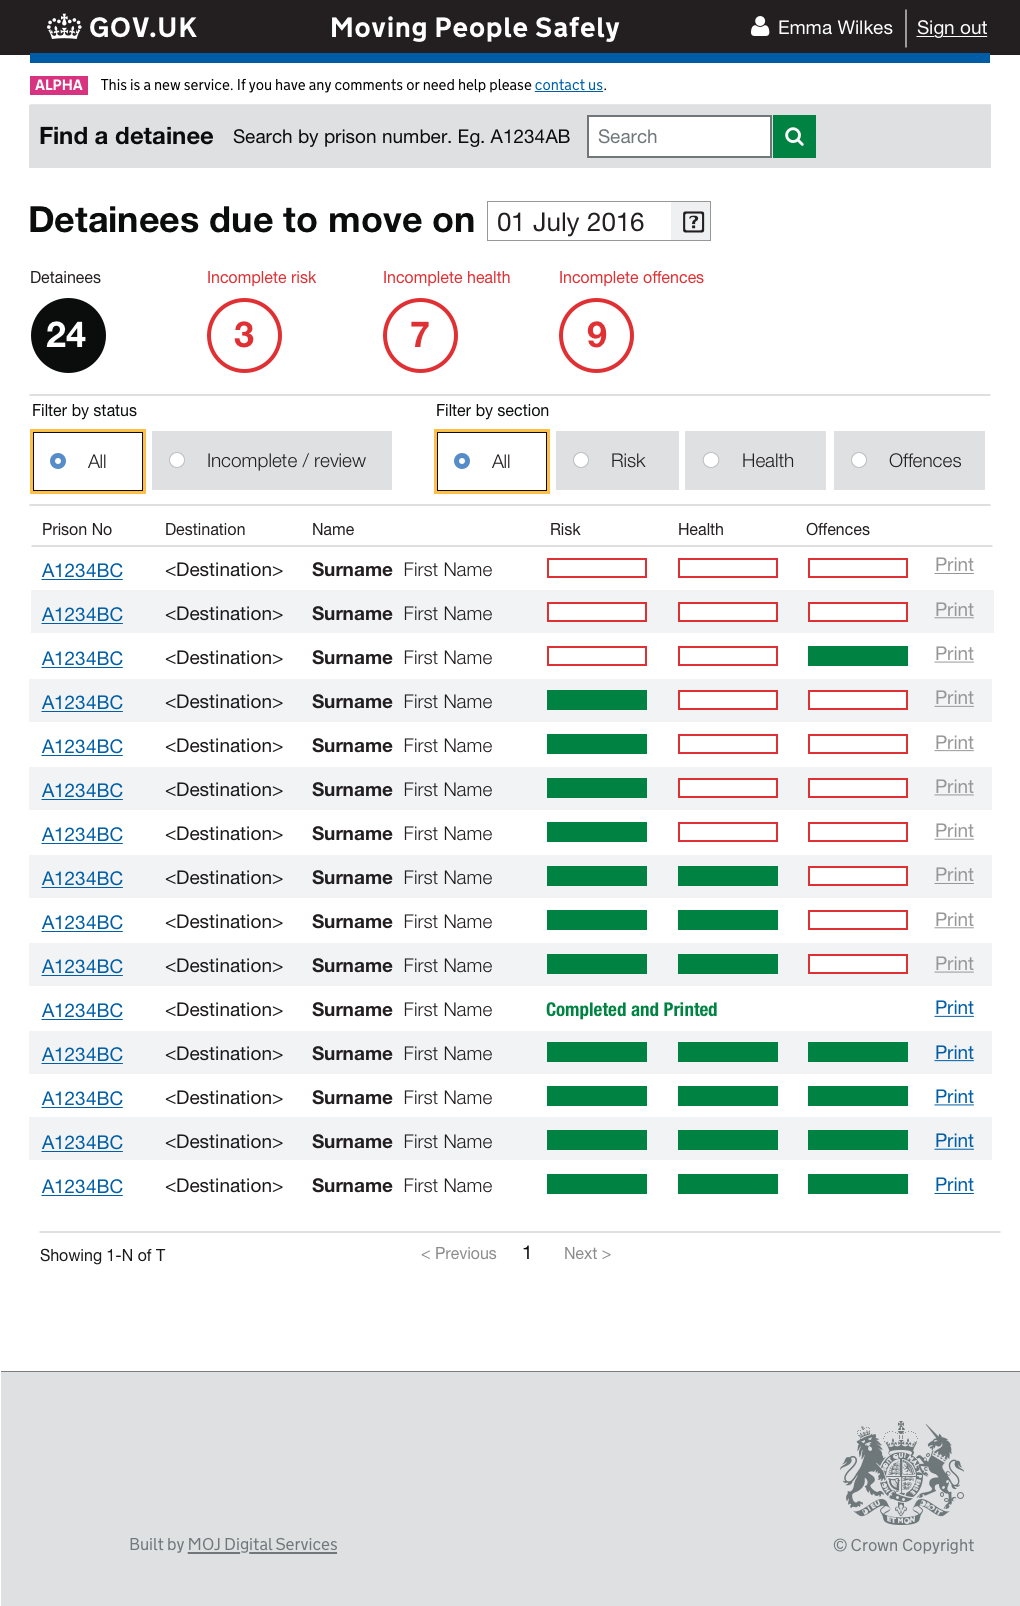 GOV.UK Moving People Safely Emma Wilkes Sign out
ALPHA This is a new service. If you have any comments or need help please contact us.
Find a detainee Search by prison number. Eg. A1234AB Search
Detainees due to move on 01 July 2016 ?
Detainees Incomplete risk Incomplete health Incomplete offences
24 3 7 9
Filter by status Filter by section
All Incomplete / review All Risk Health Offences
Prison No Destination Name Risk Health Offences
A1234BC <Destination> Surname First Name Print
A1234BC <Destination> Surname First Name Print
A1234BC <Destination> Surname First Name Print
A1234BC <Destination> Surname First Name Print
A1234BC <Destination> Surname First Name Print
A1234BC <Destination> Surname First Name Print
A1234BC <Destination> Surname First Name Print
A1234BC <Destination> Surname First Name Print
A1234BC <Destination> Surname First Name Print
A1234BC <Destination> Surname First Name Print
A1234BC <Destination> Surname First Name Completed and Printed Print
A1234BC <Destination> Surname First Name Print
A1234BC <Destination> Surname First Name Print
A1234BC <Destination> Surname First Name Print
A1234BC <Destination> Surname First Name Print
Showing 1-N of T < Previous 1 Next >
DIEU ET MON DROIT
Built by MOJ Digital Services © Crown Copyright